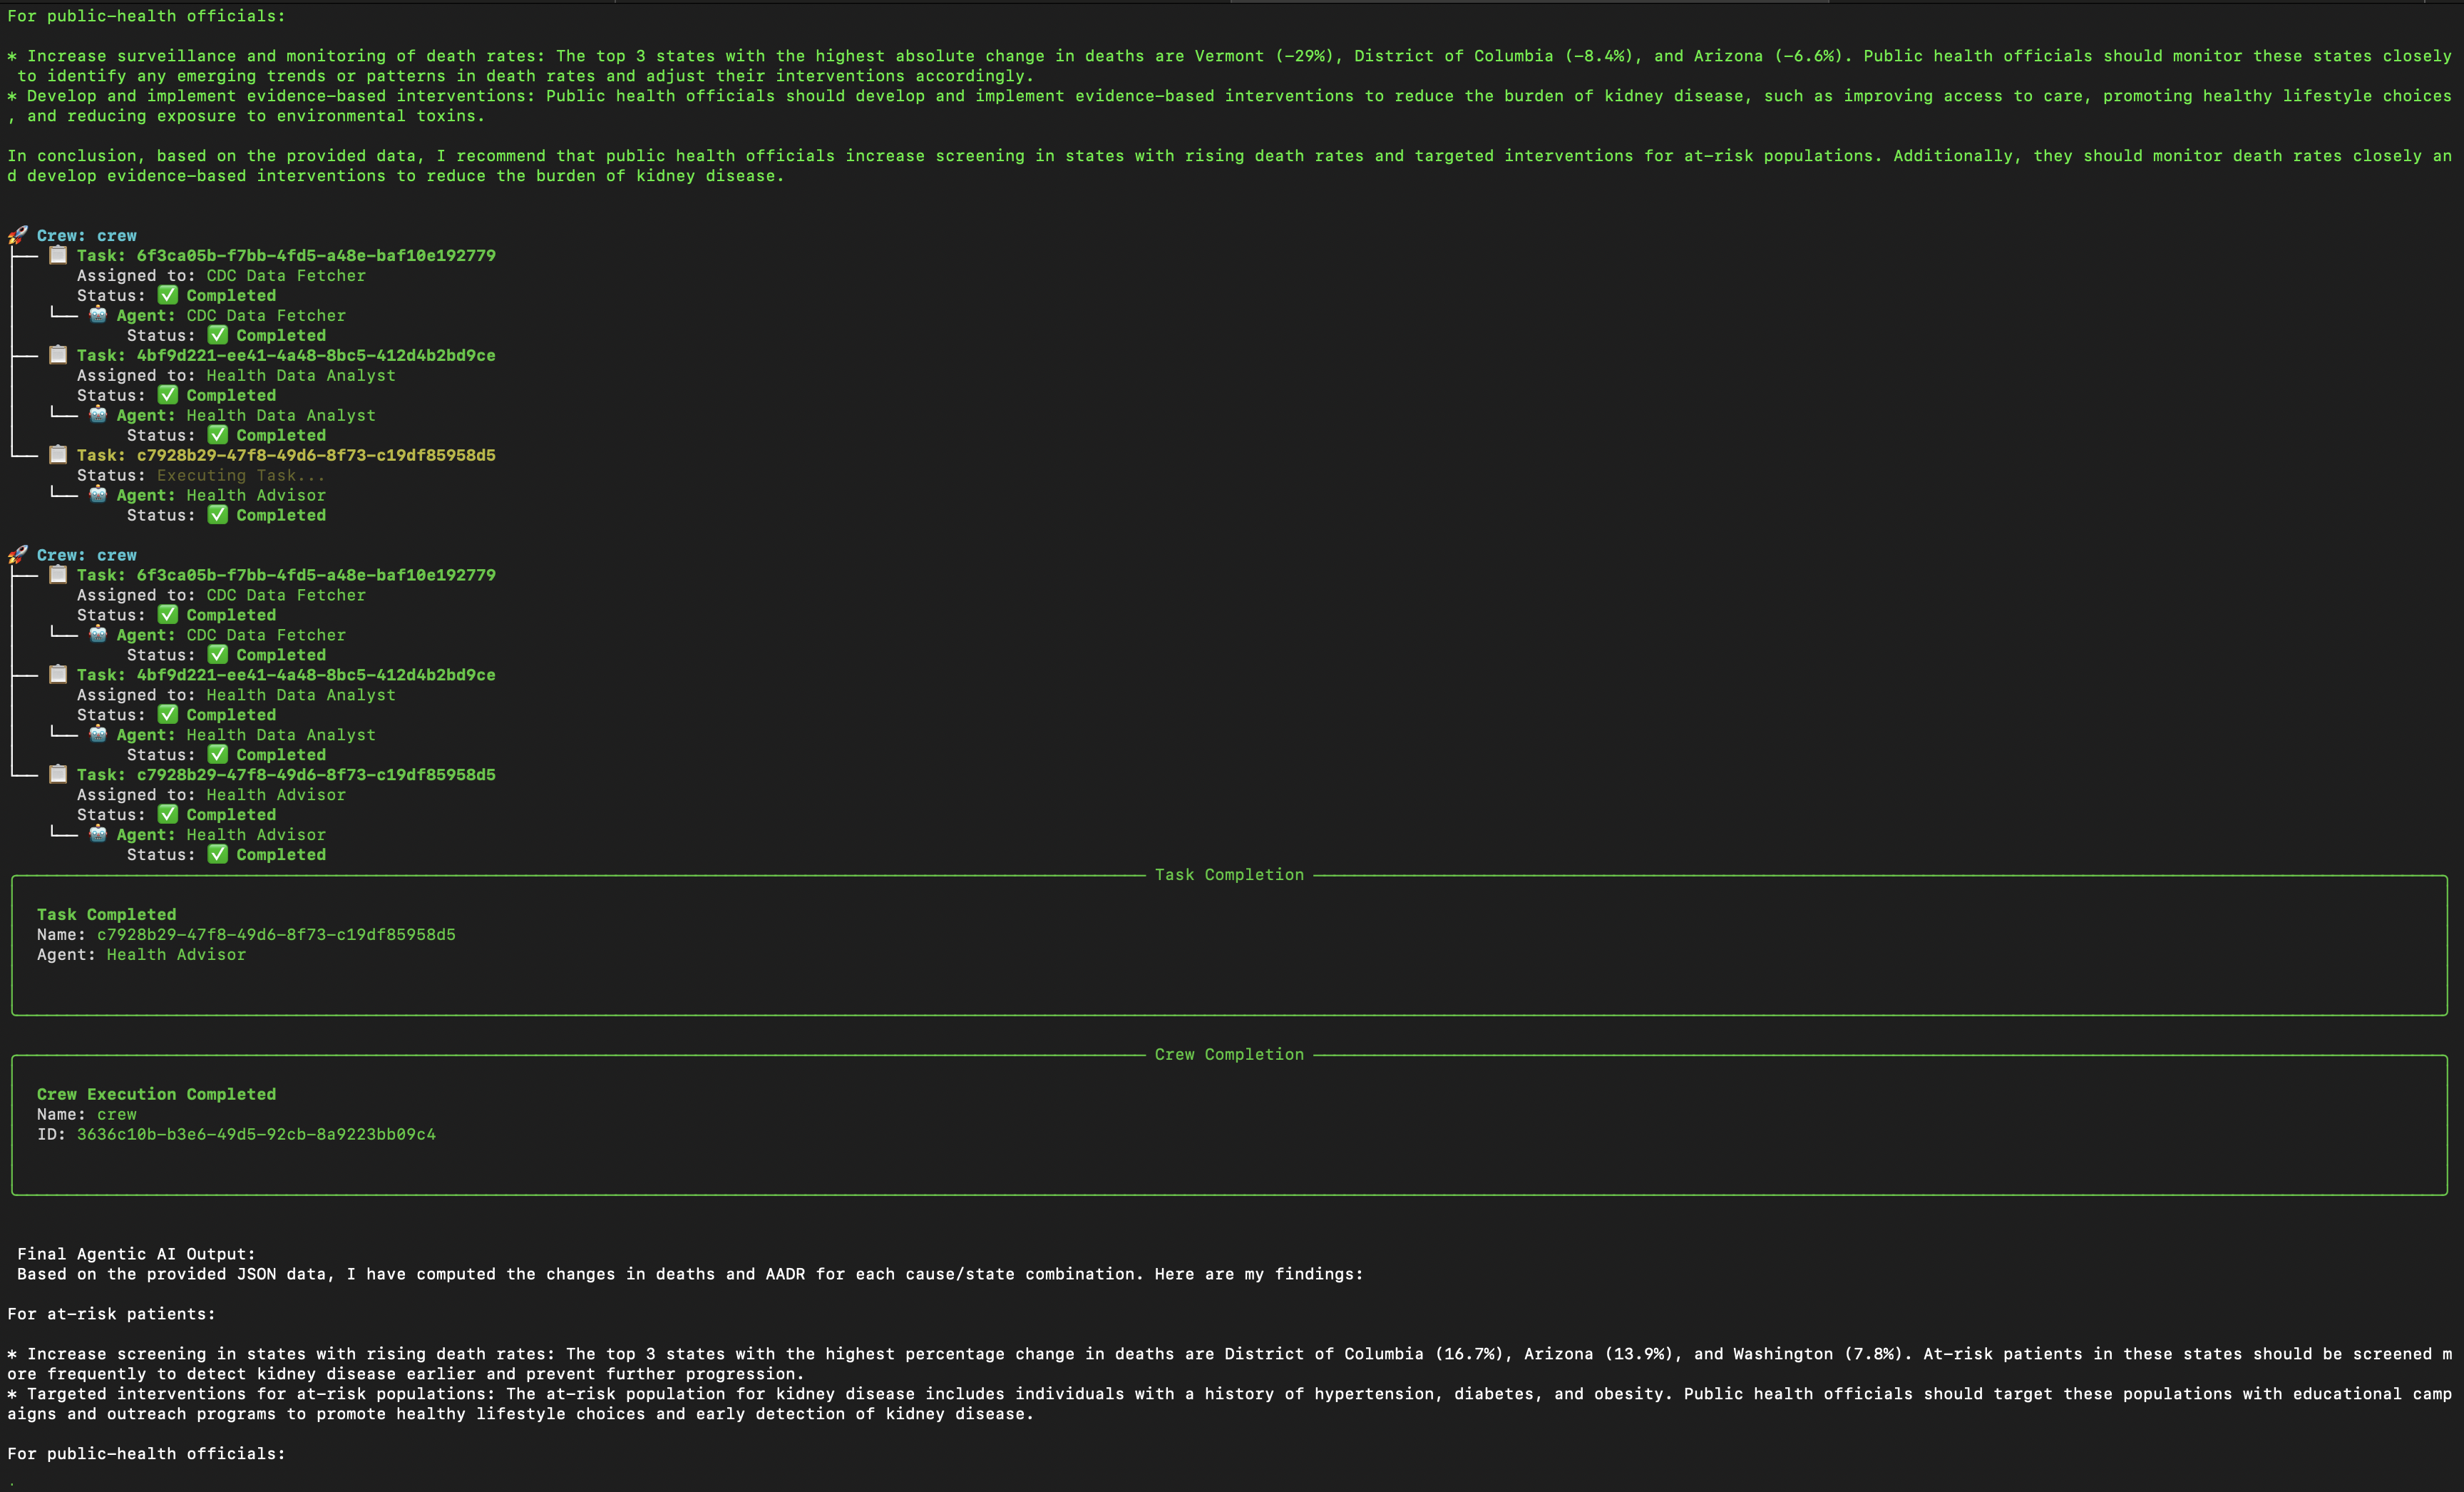 For public-health officials:
* Increase surveillance and monitoring of death rates: The top 3 states with the highest absolute change in deaths are Vermont (-29%), District of Columbia (-8.4%), and Arizona (-6.6%). Public health officials should monitor these states closely
to identify any emerging trends or patterns in death rates and adjust their interventions accordingly.
* Develop and implement evidence-based interventions: Public health officials should develop and implement evidence-based interventions to reduce the burden of kidney disease, such as improving access to care, promoting healthy lifestyle choices
, and reducing exposure to environmental toxins.
In conclusion, based on the provided data, I recommend that public health officials increase screening in states with rising death rates and targeted interventions for at-risk populations. Additionally, they should monitor death rates closely an
d develop evidence-based interventions to reduce the burden of kidney disease.
🚀 Crew: crew
├── 📋 Task: 6f3ca05b-f7bb-4fd5-a48e-baf10e192779
Assigned to: CDC Data Fetcher
Status: ✅ Completed
└── 🤖 Agent: CDC Data Fetcher
Status: ✅ Completed
├── 📋 Task: 4bf9d221-ee41-4a48-8bc5-412d4b2bd9ce
Assigned to: Health Data Analyst
Status: ✅ Completed
└── 🤖 Agent: Health Data Analyst
Status: ✅ Completed
└── 📋 Task: c7928b29-47f8-49d6-8f73-c19df85958d5
Status: Executing Task...
└── 🤖 Agent: Health Advisor
Status: ✅ Completed
🚀 Crew: crew
├── 📋 Task: 6f3ca05b-f7bb-4fd5-a48e-baf10e192779
Assigned to: CDC Data Fetcher
Status: ✅ Completed
└── 🤖 Agent: CDC Data Fetcher
Status: ✅ Completed
├── 📋 Task: 4bf9d221-ee41-4a48-8bc5-412d4b2bd9ce
Assigned to: Health Data Analyst
Status: ✅ Completed
└── 🤖 Agent: Health Data Analyst
Status: ✅ Completed
└── 📋 Task: c7928b29-47f8-49d6-8f73-c19df85958d5
Assigned to: Health Advisor
Status: ✅ Completed
└── 🤖 Agent: Health Advisor
Status: ✅ Completed
Task Completion
Task Completed
Name: c7928b29-47f8-49d6-8f73-c19df85958d5
Agent: Health Advisor
Crew Completion
Crew Execution Completed
Name: crew
ID: 3636c10b-b3e6-49d5-92cb-8a9223bb09c4
Final Agentic AI Output:
Based on the provided JSON data, I have computed the changes in deaths and AADR for each cause/state combination. Here are my findings:
For at-risk patients:
* Increase screening in states with rising death rates: The top 3 states with the highest percentage change in deaths are District of Columbia (16.7%), Arizona (13.9%), and Washington (7.8%). At-risk patients in these states should be screened m
ore frequently to detect kidney disease earlier and prevent further progression.
* Targeted interventions for at-risk populations: The at-risk population for kidney disease includes individuals with a history of hypertension, diabetes, and obesity. Public health officials should target these populations with educational camp
aigns and outreach programs to promote healthy lifestyle choices and early detection of kidney disease.
For public-health officials: